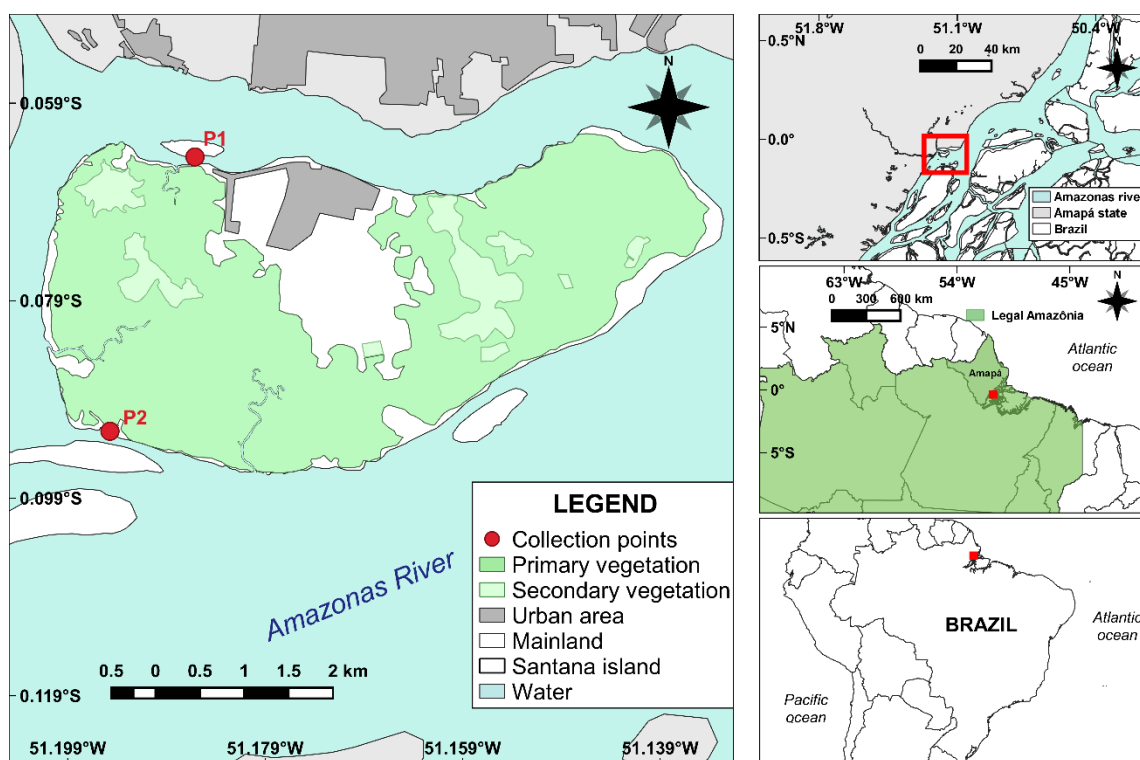 N
0.059°S
P1
0.079°S
P2
0.099°S
LEGEND
Collection points
Primary vegetation
Secondary vegetation
Urban area
Mainland
Santana island
Water
Amazonas River
0.5 0 0.5 1 1.5 2 km
0.119°S
51.199°W 51.179°W 51.159°W 51.139°W
51.8°W 51.1°W 50.4°W
0.5°N
0 20 40 km
N
0.0°
Amazonas river
Amapá state
Brazil
0.5°S
63°W 54°W 45°W
0 300 600 km
N
Legal Amazônia
5°N
Atlantic
ocean
Amapá
0°
5°S
BRAZIL
Atlantic
ocean
Pacific
ocean